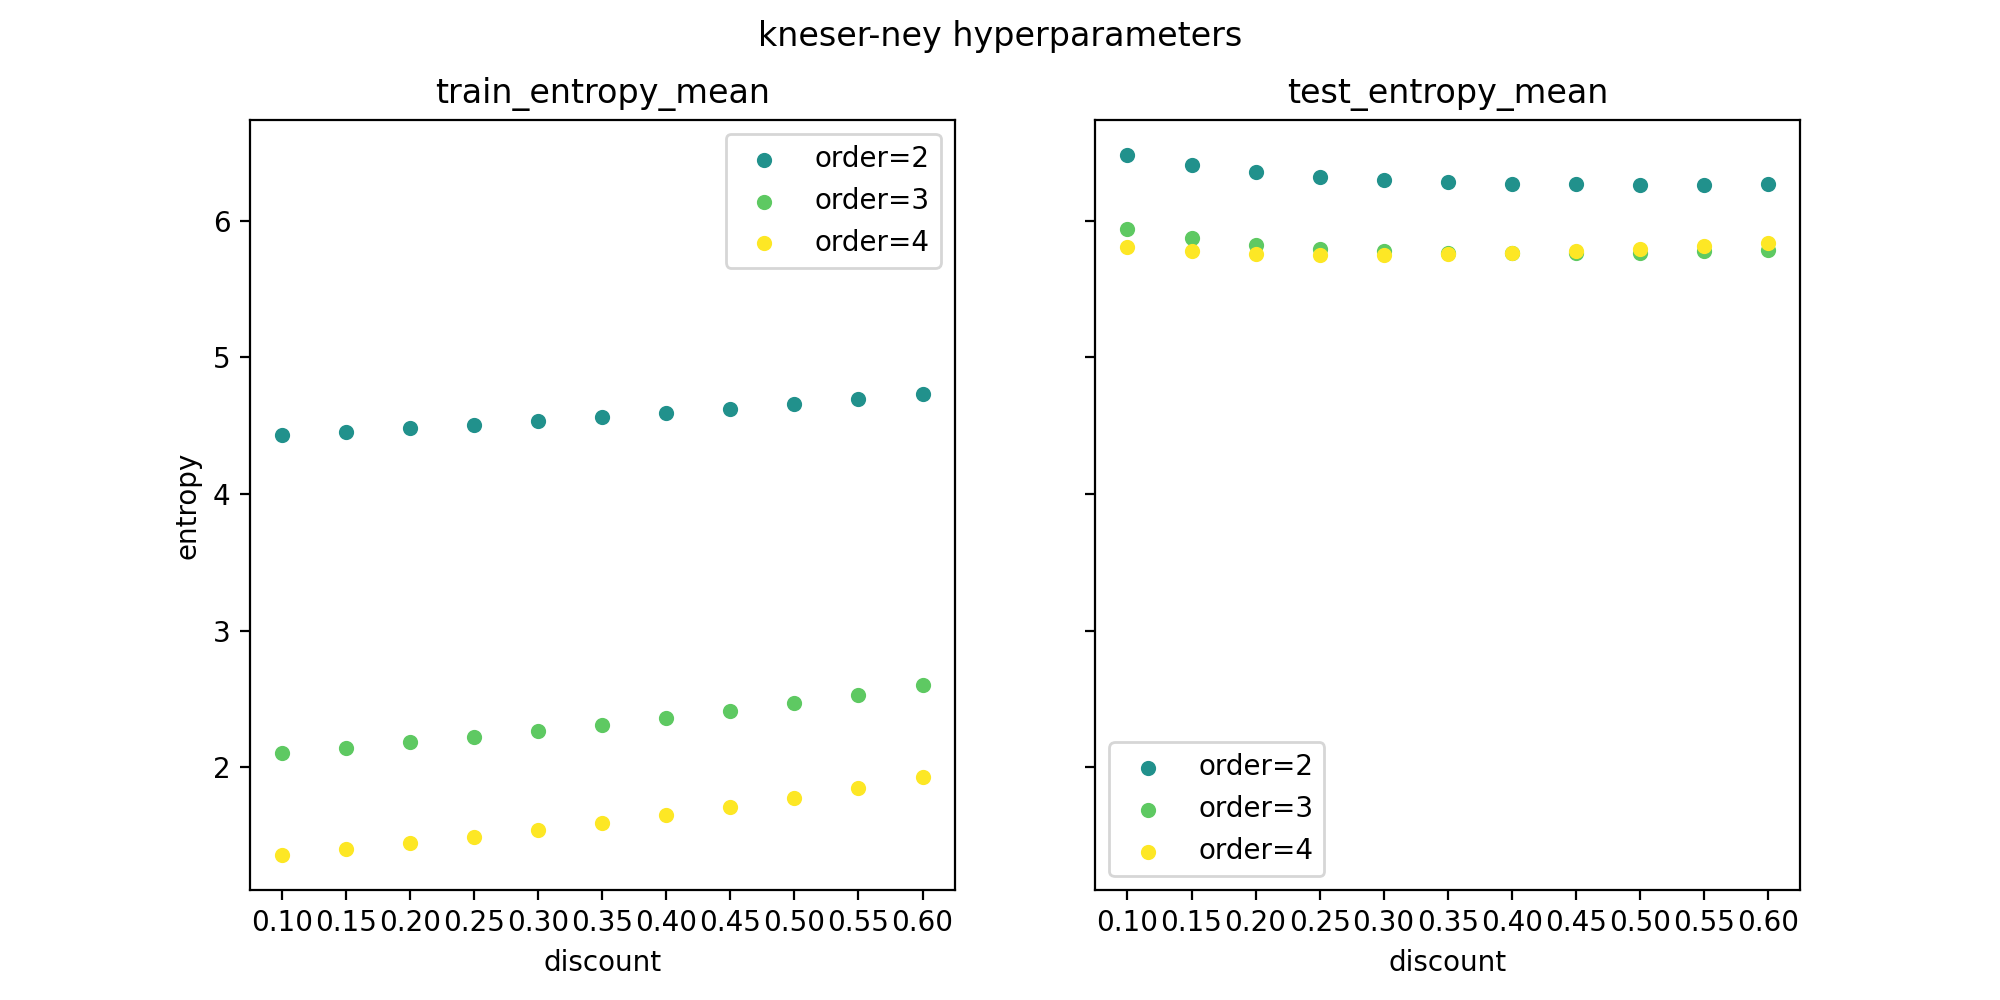 kneser-ney hyperparameters
train_entropy_mean
order=2
order=3
order=4
6
5
4
3
2
entropy
0.10 0.15 0.20 0.25 0.30 0.35 0.40 0.45 0.50 0.55 0.60
discount
test_entropy_mean
order=2
order=3
order=4
0.10 0.15 0.20 0.25 0.30 0.35 0.40 0.45 0.50 0.55 0.60
discount